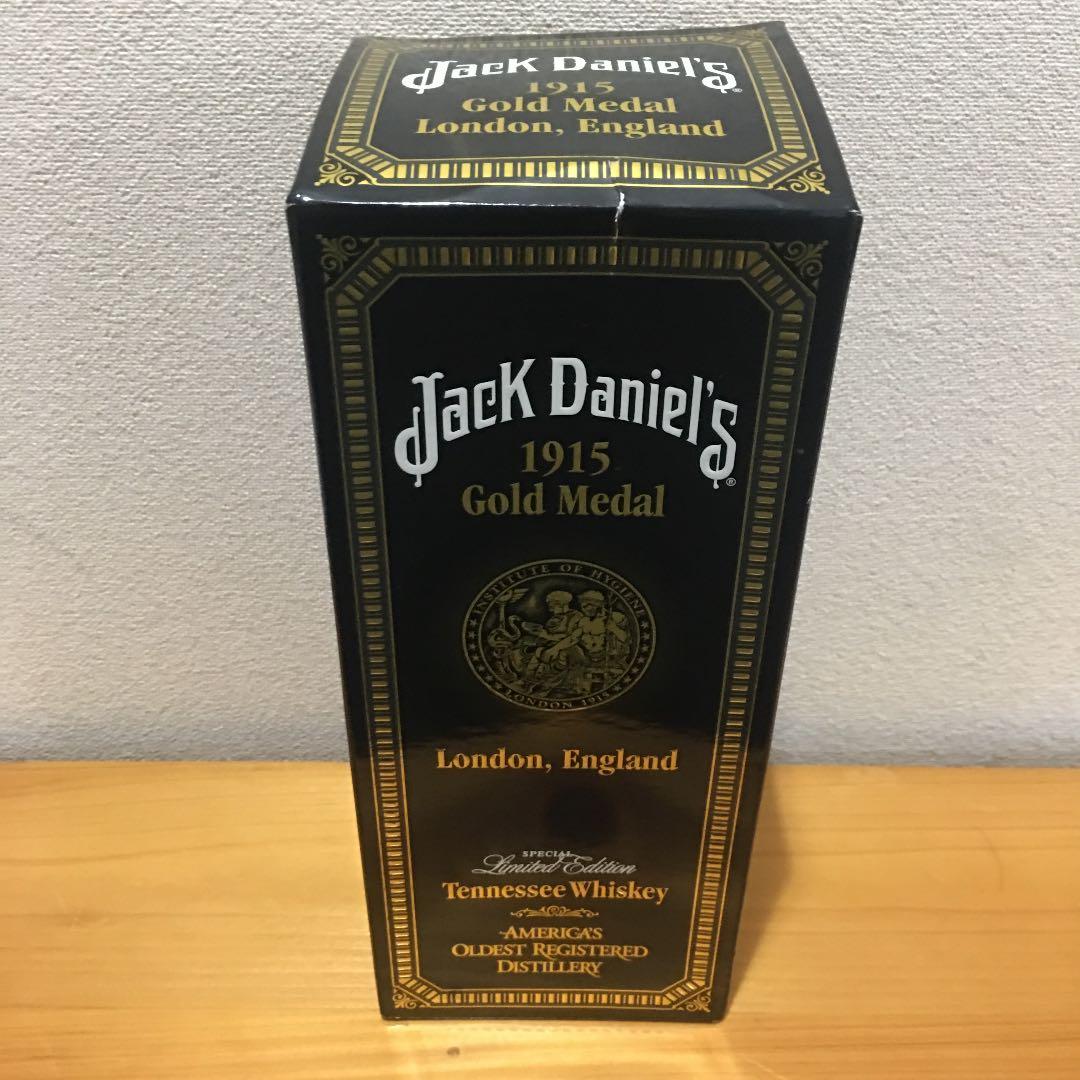 Jack Daniel's®
1915
Gold Medal
London, England
Jack Daniel's®
1915
Gold Medal
INSTITUTE OF HYGIENE
LONDON 1915
London, England
SPECIAL
Limited Edition
Tennessee Whiskey
AMERICA'S
OLDEST REGISTERED
DISTILLERY